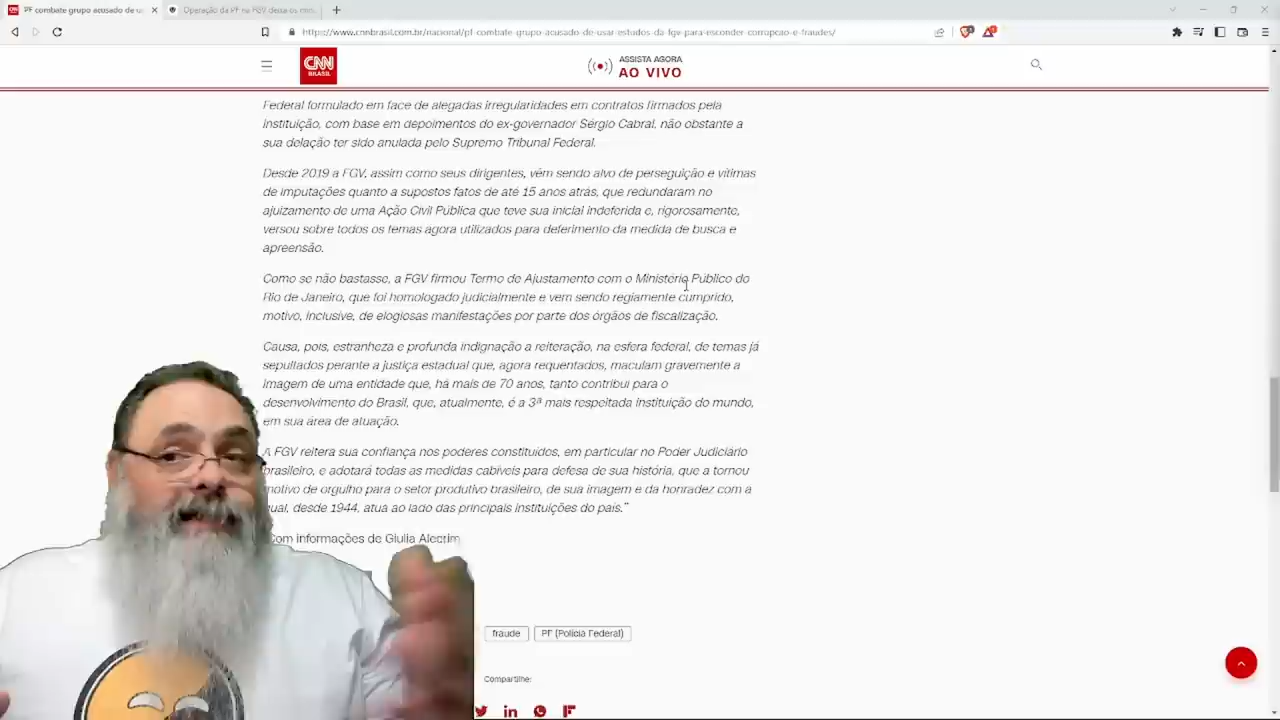 PF combate grupo acusado de us
Operação da PF na FGV deixa os min
https://www.cnnbrasil.com.br/nacional/pf-combate-grupo-acusado-de-usar-estudos-da-fgv-para-esconder-corrupcao-e-fraudes/
CNN
BRASIL
ASSISTA AGORA
AO VIVO
Federal formulado em face de alegadas irregularidades em contratos firmados pela
instituição, com base em depoimentos do ex-governador Sérgio Cabral, não obstante a
sua delação ter sido anulada pelo Supremo Tribunal Federal.
Desde 2019 a FGV, assim como seus dirigentes, vêm sendo alvo de perseguição e vítimas
de imputações quanto a supostos fatos de até 15 anos atrás, que redundaram no
ajuizamento de uma Ação Civil Pública que teve sua inicial indeferida e, rigorosamente,
versou sobre todos os temas agora utilizados para deferimento da medida de busca e
apreensão.
Como se não bastasse, a FGV firmou Termo de Ajustamento com o Ministério Público do
Rio de Janeiro, que foi homologado judicialmente e vem sendo regiamente cumprido,
motivo, inclusive, de elogiosas manifestações por parte dos órgãos de fiscalização.
Causa, pois, estranheza e profunda indignação a reiteração, na esfera federal, de temas já
sepultados perante a justiça estadual que, agora requentados, maculam gravemente a
imagem de uma entidade que, há mais de 70 anos, tanto contribui para o
desenvolvimento do Brasil, que, atualmente, é a 3ª mais respeitada instituição do mundo,
em sua área de atuação.
A FGV reitera sua confiança nos poderes constituídos, em particular no Poder Judiciário
brasileiro, e adotará todas as medidas cabíveis para defesa de sua história, que a tornou
motivo de orgulho para o setor produtivo brasileiro, de sua imagem e da honradez com a
qual, desde 1944, atua ao lado das principais instituições do país."
Com informações de Giulia Alecrim
fraude
PF (Polícia Federal)
Compartilhe: